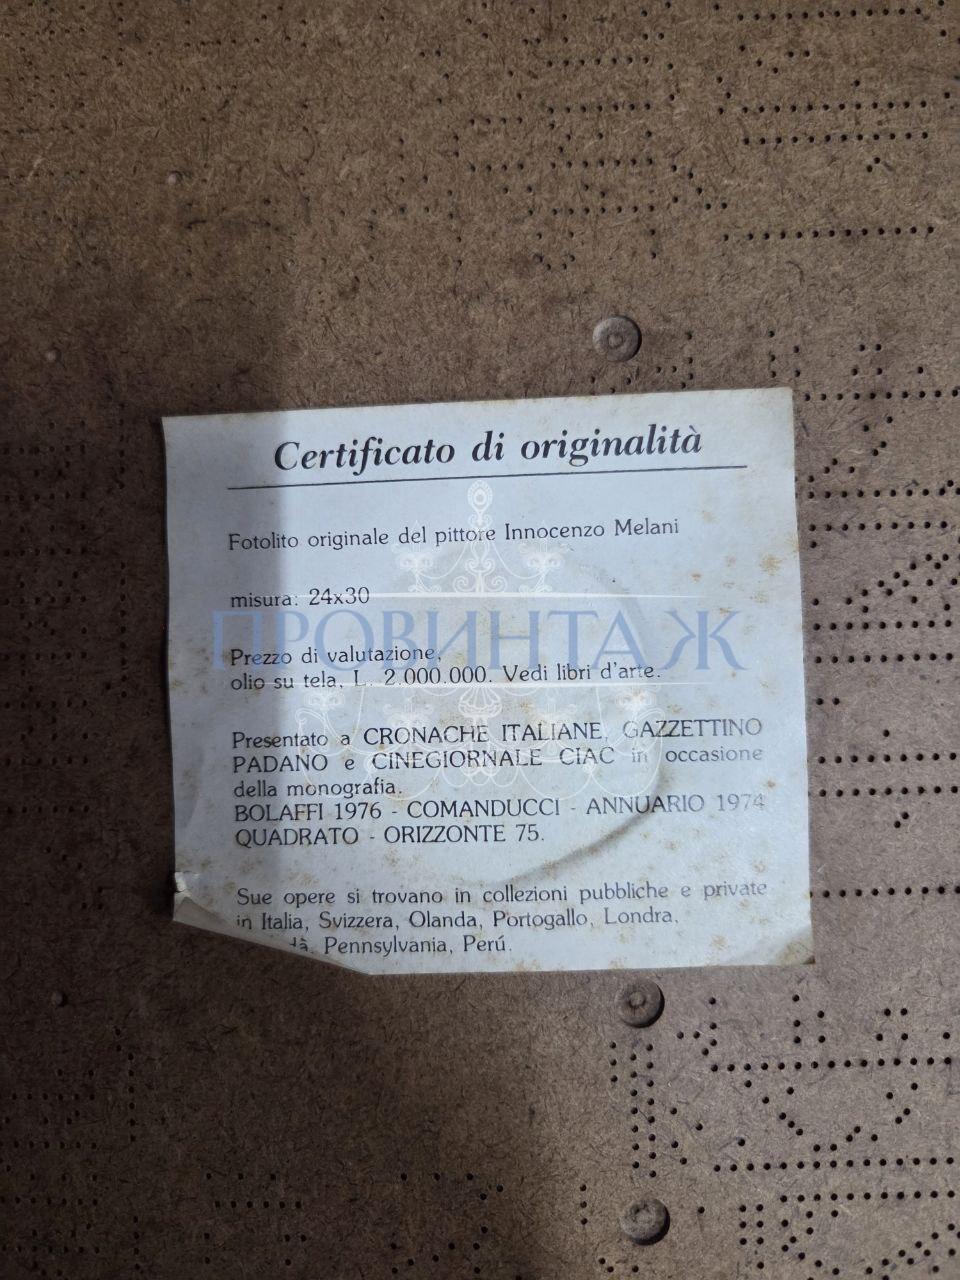 Certificato di originalità
Fotolito originale del pittore Innocenzo Melani
misura: 24x30
ПРОВИНТАЖ
Prezzo di valutazione,
olio su tela, L. 2.000.000. Vedi libri d'arte.
Presentato a CRONACHE ITALIANE, GAZZETTINO
PADANO e CINEGIORNALE CIAC in occasione
della monografia.
BOLAFFI 1976 - COMANDUCCI - ANNUARIO 1974
QUADRATO - ORIZZONTE 75.
Sue opere si trovano in collezioni pubbliche e private
in Italia, Svizzera, Olanda, Portogallo, Londra,
Pennsylvania, Perú.